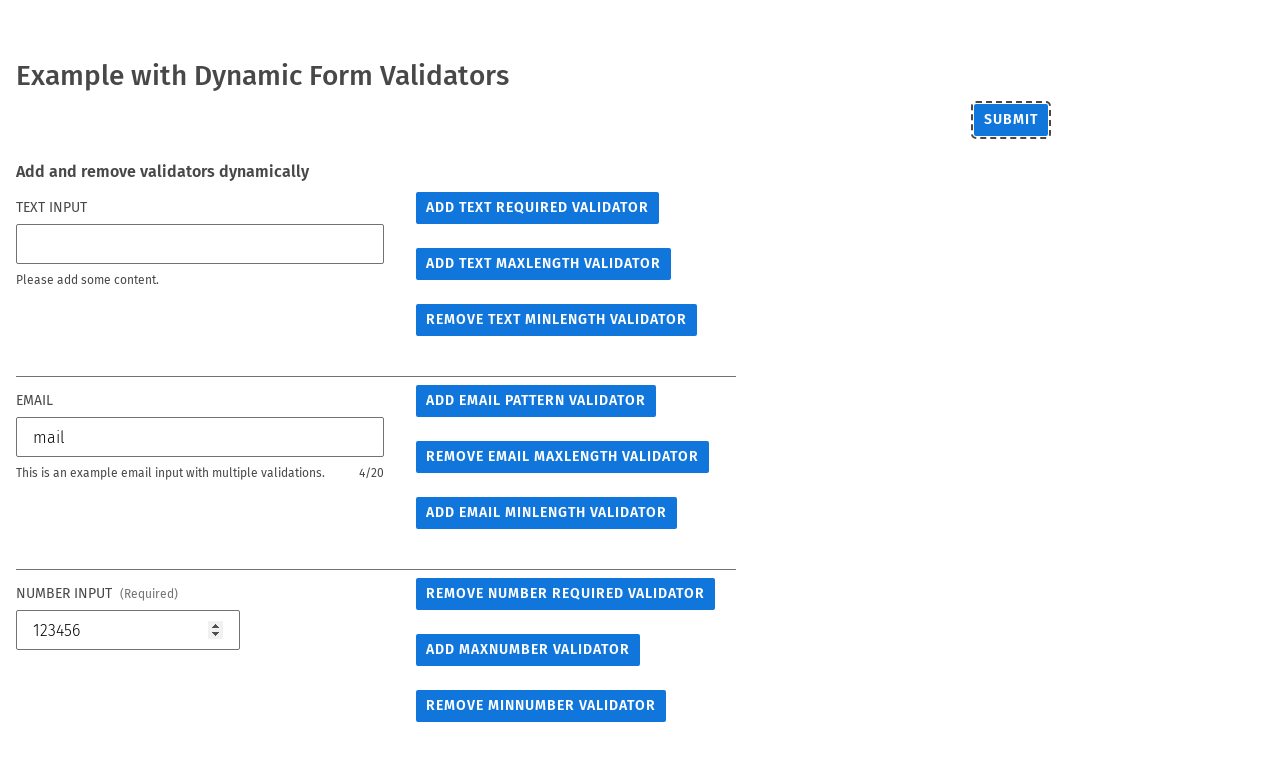 Example with Dynamic Form Validators
SUBMIT
Add and remove validators dynamically
TEXT INPUT
ADD TEXT REQUIRED VALIDATOR
ADD TEXT MAXLENGTH VALIDATOR
Please add some content.
REMOVE TEXT MINLENGTH VALIDATOR
EMAIL
ADD EMAIL PATTERN VALIDATOR
mail
REMOVE EMAIL MAXLENGTH VALIDATOR
This is an example email input with multiple validations. 4/20
ADD EMAIL MINLENGTH VALIDATOR
NUMBER INPUT (Required)
REMOVE NUMBER REQUIRED VALIDATOR
123456
ADD MAXNUMBER VALIDATOR
REMOVE MINNUMBER VALIDATOR